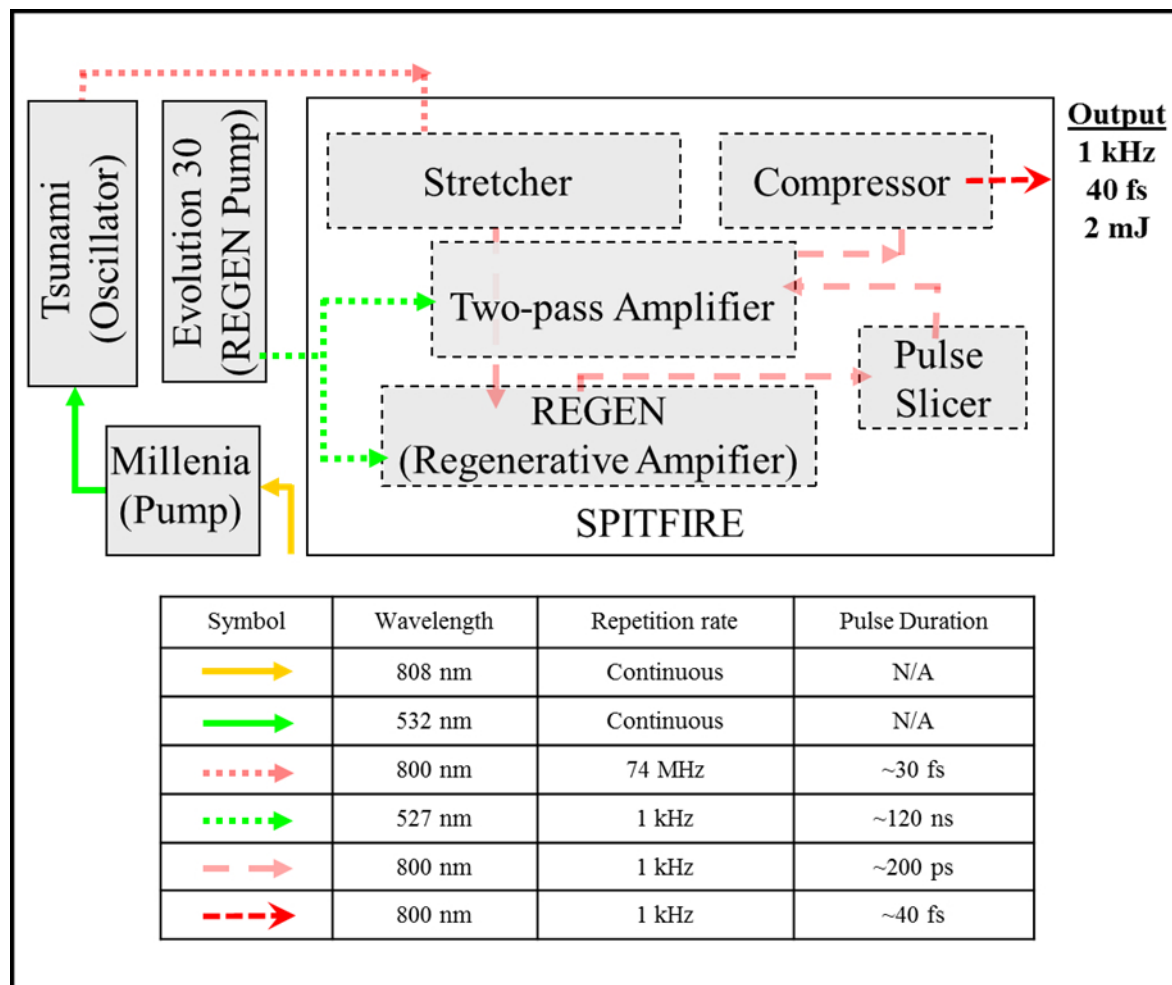 Tsunami
(Oscillator)
Evolution 30
(REGEN Pump)
Millenia
(Pump)
Stretcher
Compressor
Two-pass Amplifier
Pulse
Slicer
REGEN
(Regenerative Ampifier)
SPITFIRE
Output
1 kHz
40 fs
2 mJ
Symbol Wavelength Repetition rate Pulse Duration
808 nm Continuous N/A
532 nm Continuous N/A
800 nm 74 MHz ~30 fs
527 nm 1 kHz ~120 ns
800 nm 1 kHz ~200 ps
800 nm 1 kHz ~40 fs